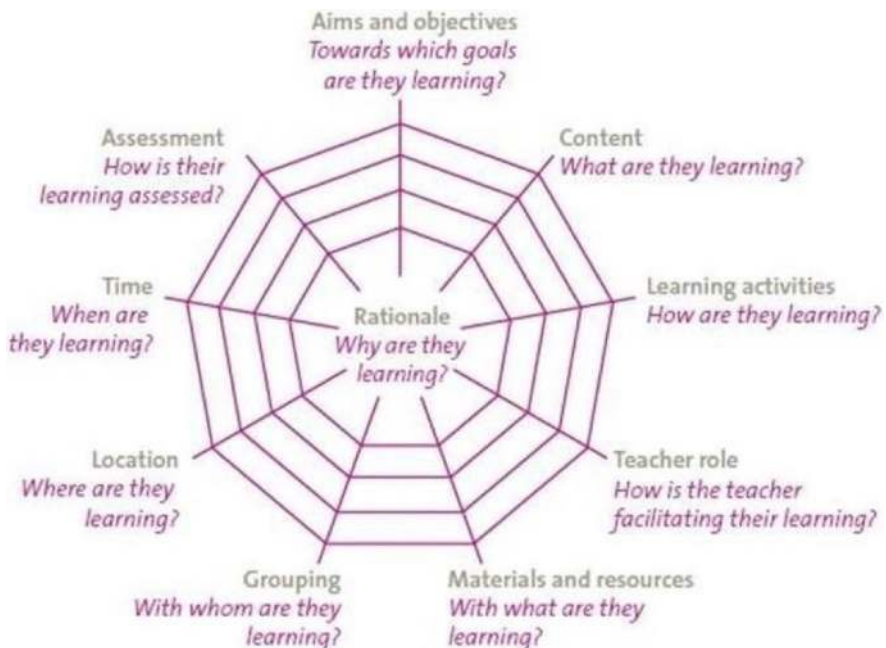 Aims and objectives
Towards which goals
are they learning?
Assessment
How is their
learning assessed?
Content
What are they learning?
Time
When are
they learning?
Rationale
Why are they
learning?
Learning activities
How are they learning?
Location
Where are they
learning?
Teacher role
How is the teacher
facilitating their learning?
Grouping
With whom are they
learning?
Materials and resources
With what are they
learning?